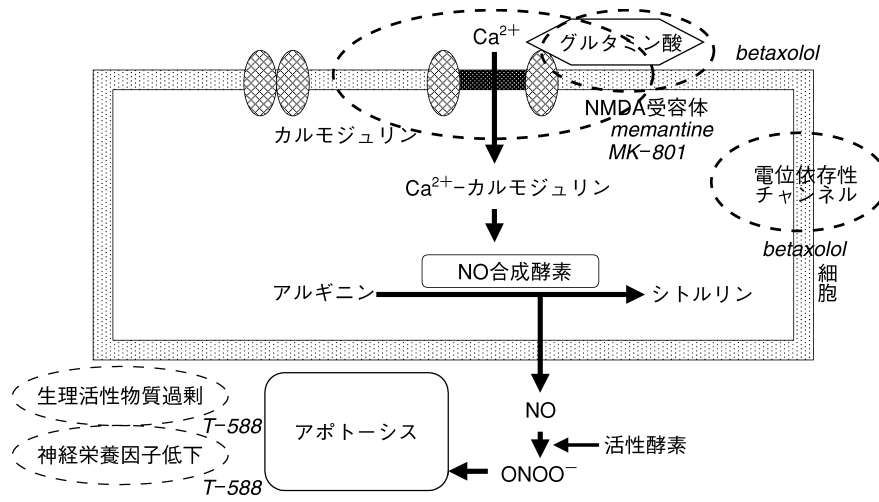 Ca²⁺
グルタミン酸
betaxolol
NMDA受容体
memantine
MK-801
カルモジュリン
電位依存性
チャンネル
betaxolol
Ca²⁺-カルモジュリン
NO合成酵素
細胞
アルギニン
シトルリン
生理活性物質過剰
T-588
神経栄養因子低下
T-588
アポトーシス
NO
活性酵素
ONOO⁻